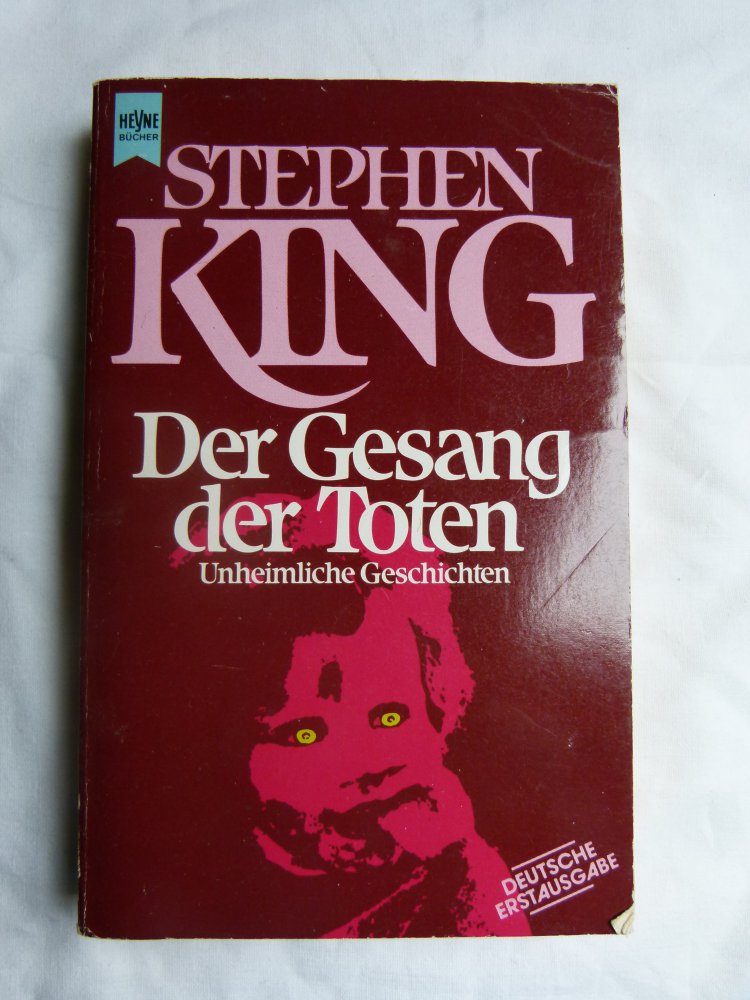 HEYNE
BÜCHER
STEPHEN
KING
Der Gesang
der Toten
Unheimliche Geschichten
DEUTSCHE
ERSTAUSGABE